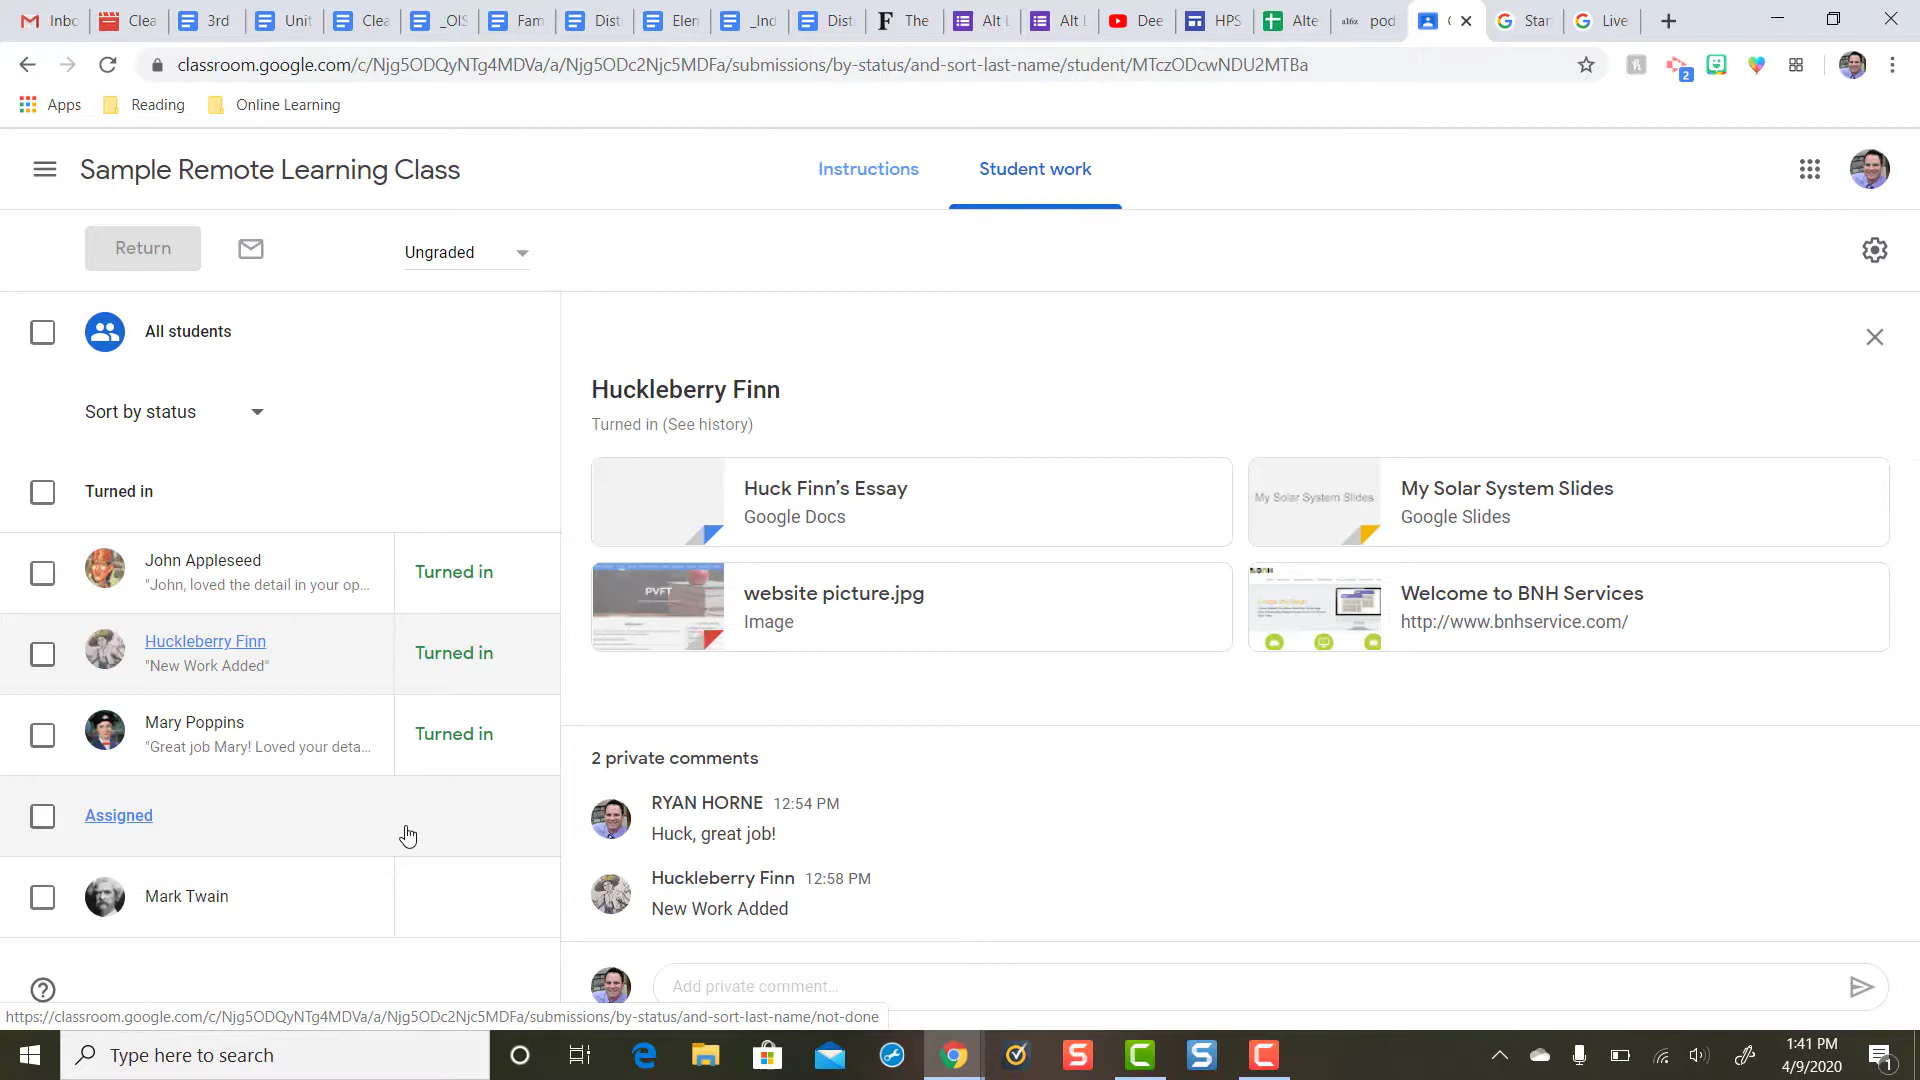 Inbo
Clea
3rd
Unit
Clea
_OIS
Fam
Dist
Elem
_Ind
Dist
The
Alt L
Alt L
Dee
HPS
Alte
a16z
pod
Star
Live
classroom.google.com/c/Njg5ODQyNTg4MDVa/a/Njg5ODc2Njc5MDFa/submissions/by-status/and-sort-last-name/student/MTczODcwNDU2MTBa
2
Apps
Reading
Online Learning
Sample Remote Learning Class
Instructions
Student work
Return
Ungraded
All students
Sort by status
Turned in
John Appleseed
"John, loved the detail in your op...
Turned in
Huckleberry Finn
"New Work Added"
Turned in
Mary Poppins
"Great job Mary! Loved your deta...
Turned in
Assigned
Mark Twain
Huckleberry Finn
Turned in (See history)
Huck Finn's Essay
Google Docs
My Solar System Slides
My Solar System Slides
Google Slides
PVFT
website picture.jpg
Image
Welcome to BNH Services
http://www.bnhservice.com/
2 private comments
RYAN HORNE 12:54 PM
Huck, great job!
Huckleberry Finn 12:58 PM
New Work Added
Add private comment...
https://classroom.google.com/c/Njg5ODQyNTg4MDVa/a/Njg5ODc2Njc5MDFa/submissions/by-status/and-sort-last-name/not-done
Type here to search
1:41 PM
4/9/2020
1